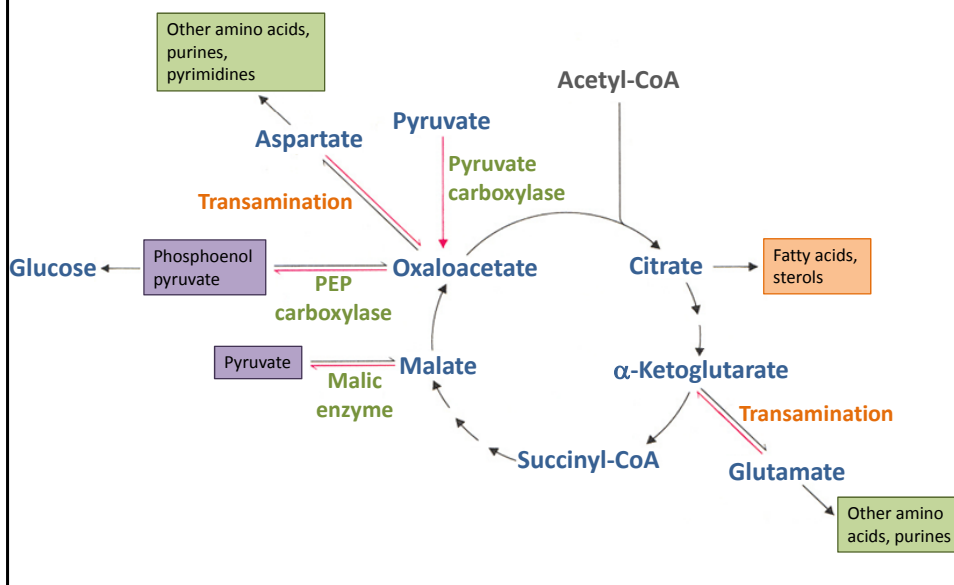 Other amino acids,
purines,
pyrimidines
Acetyl-CoA
Pyruvate
Aspartate
Pyruvate
carboxylase
Transamination
Glucose
Phosphoenol
pyruvate
Oxaloacetate
Citrate
Fatty acids,
sterols
PEP
carboxylase
Pyruvate
Malate
α-Ketoglutarate
Malic
enzyme
Transamination
Succinyl-CoA
Glutamate
Other amino
acids, purines